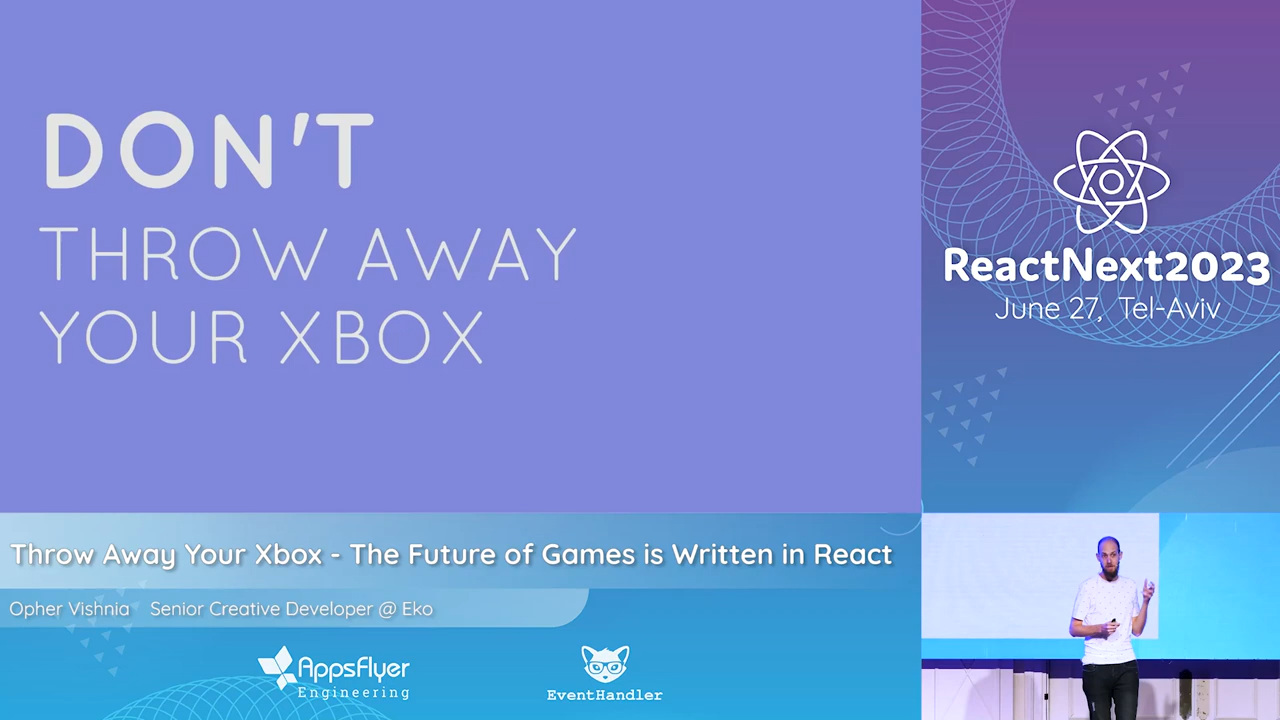 DON'T
THROW AWAY
YOUR XBOX
ReactNext2023
June 27, Tel-Aviv
Throw Away Your Xbox - The Future of Games is Written in React
Opher Vishnia Senior Creative Developer @ Eko
AppsFlyer
Engineering
EventHandler